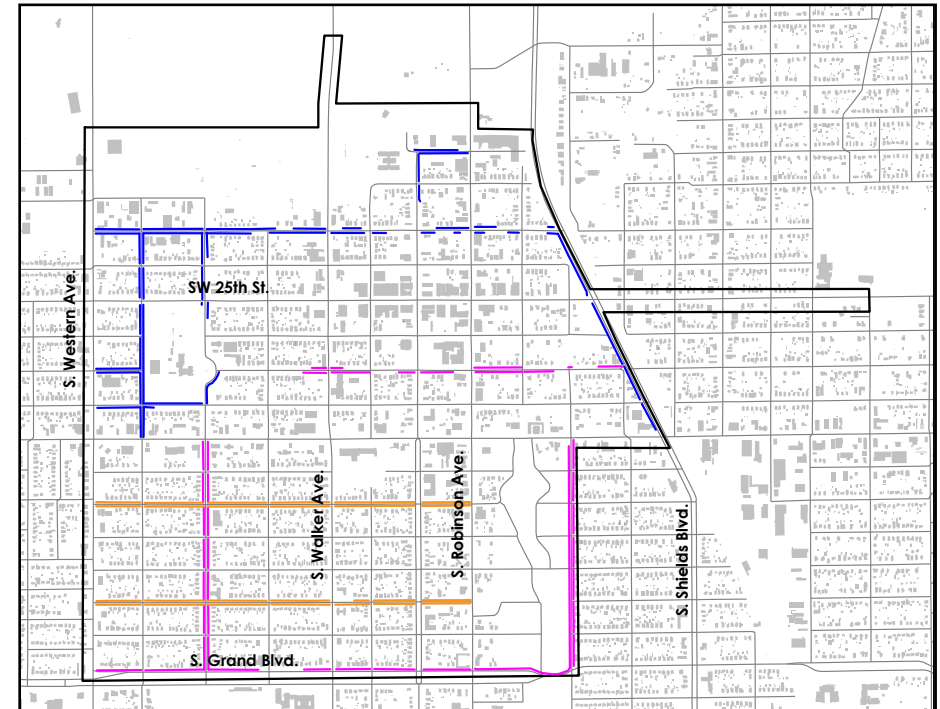 SW 25th St.
S. Western Ave.
S. Walker Ave.
S. Robinson Ave.
S. Shields Blvd.
S. Grand Blvd.